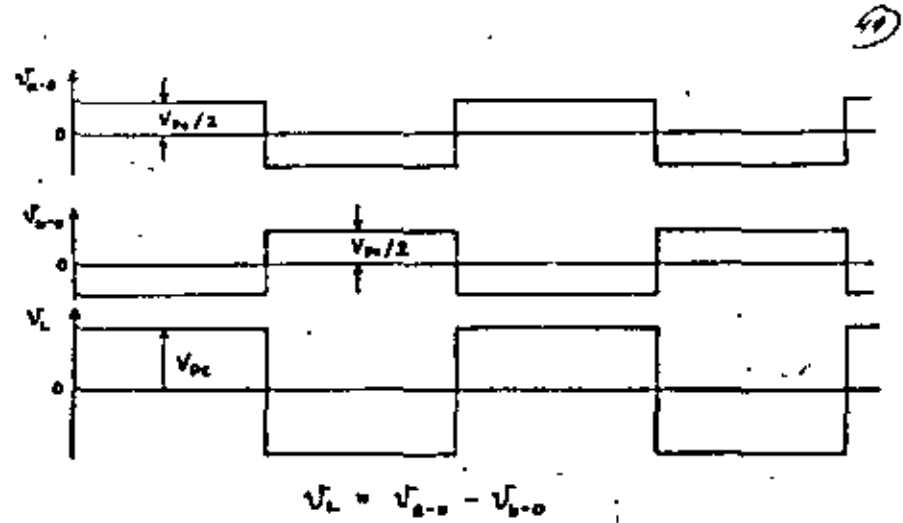 v_a-o
V_DC/2
0
v_b-o
V_DC/2
0
v_L
V_DC
0
v_L = v_a-o - v_b-o